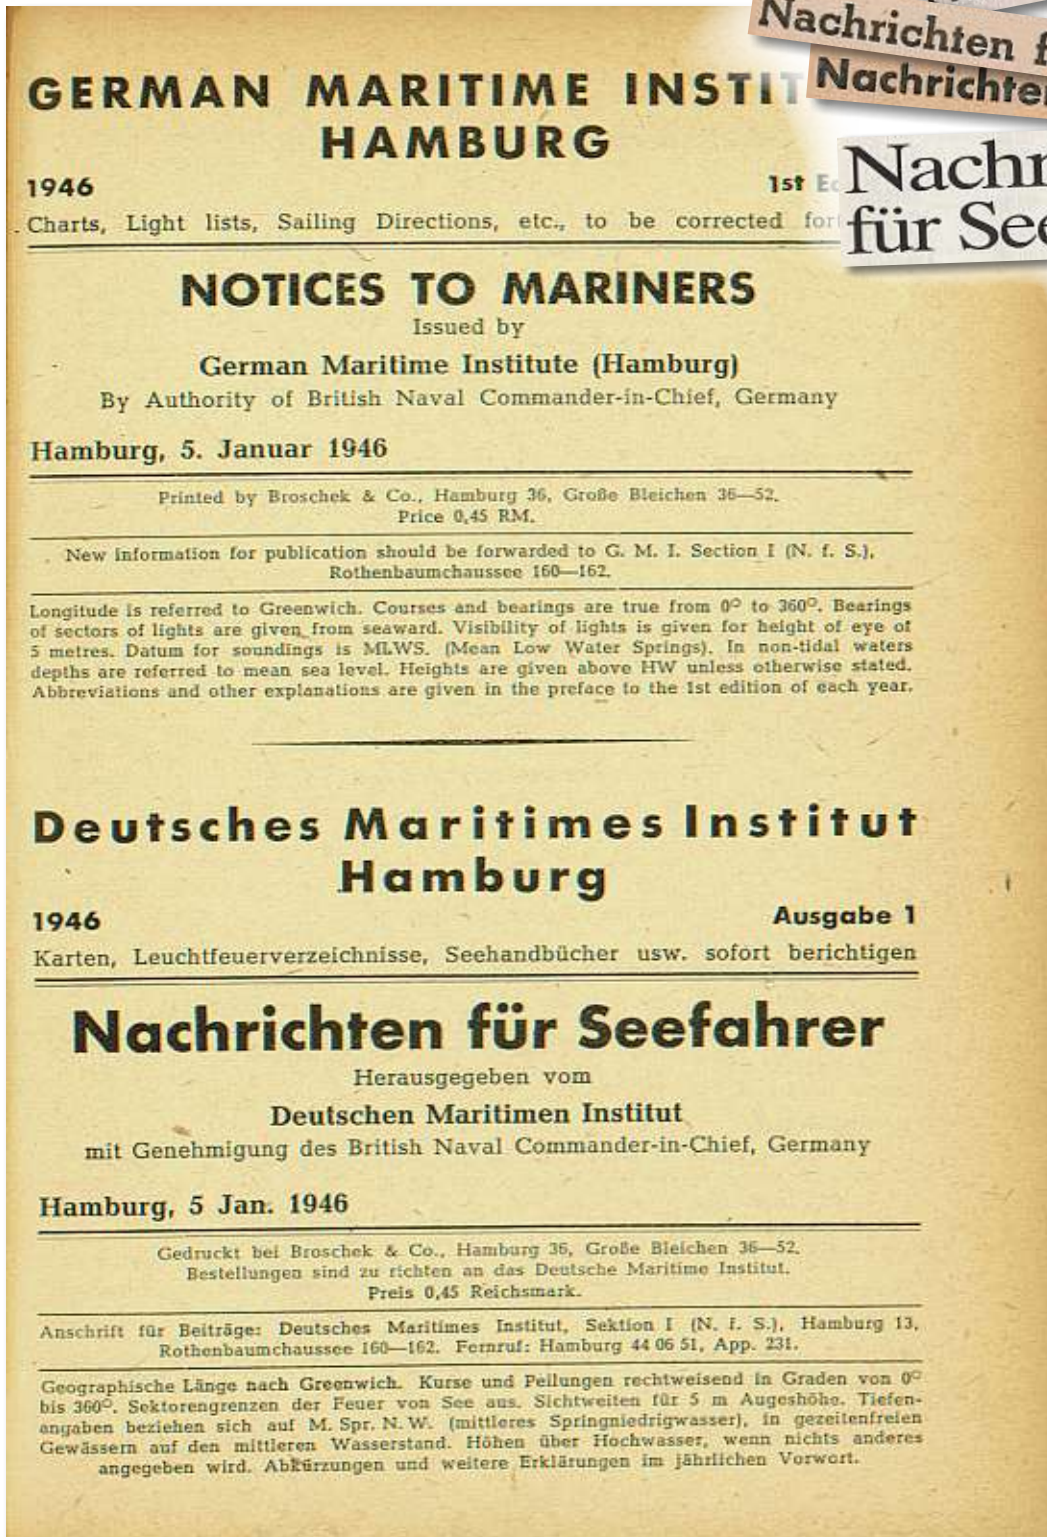 Nachrichten f
Nachrichte
Nachr
für See
GERMAN MARITIME INSTIT
HAMBURG
1946 1st Ed
Charts, Light lists, Sailing Directions, etc., to be corrected for
NOTICES TO MARINERS
Issued by
German Maritime Institute (Hamburg)
By Authority of British Naval Commander-in-Chief, Germany
Hamburg, 5. Januar 1946
Printed by Broschek & Co., Hamburg 36, Große Bleichen 36—52.
Price 0,45 RM.
New information for publication should be forwarded to G. M. I. Section I (N. f. S.),
Rothenbaumchaussee 160—162.
Longitude is referred to Greenwich. Courses and bearings are true from 0° to 360°. Bearings
of sectors of lights are given from seaward. Visibility of lights is given for height of eye of
5 metres. Datum for soundings is MLWS. (Mean Low Water Springs). In non-tidal waters
depths are referred to mean sea level. Heights are given above HW unless otherwise stated.
Abbreviations and other explanations are given in the preface to the 1st edition of each year.
Deutsches Maritimes Institut
Hamburg
1946 Ausgabe 1
Karten, Leuchtfeuerverzeichnisse, Seehandbücher usw. sofort berichtigen
Nachrichten für Seefahrer
Herausgegeben vom
Deutschen Maritimen Institut
mit Genehmigung des British Naval Commander-in-Chief, Germany
Hamburg, 5 Jan. 1946
Gedruckt bei Broschek & Co., Hamburg 36, Große Bleichen 36—52.
Bestellungen sind zu richten an das Deutsche Maritime Institut.
Preis 0,45 Reichsmark.
Anschrift für Beiträge: Deutsches Maritimes Institut, Sektion I (N. f. S.), Hamburg 13,
Rothenbaumchaussee 160—162. Fernruf: Hamburg 44 06 51, App. 231.
Geographische Länge nach Greenwich. Kurse und Peilungen rechtweisend in Graden von 0°
bis 360°. Sektorengrenzen der Feuer von See aus. Sichtweiten für 5 m Augeshöhe. Tiefen-
angaben beziehen sich auf M. Spr. N. W. (mittleres Springniedrigwasser), in gezeitenfreien
Gewässern auf den mittleren Wasserstand. Höhen über Hochwasser, wenn nichts anderes
angegeben wird. Abkürzungen und weitere Erklärungen im jährlichen Vorwort.